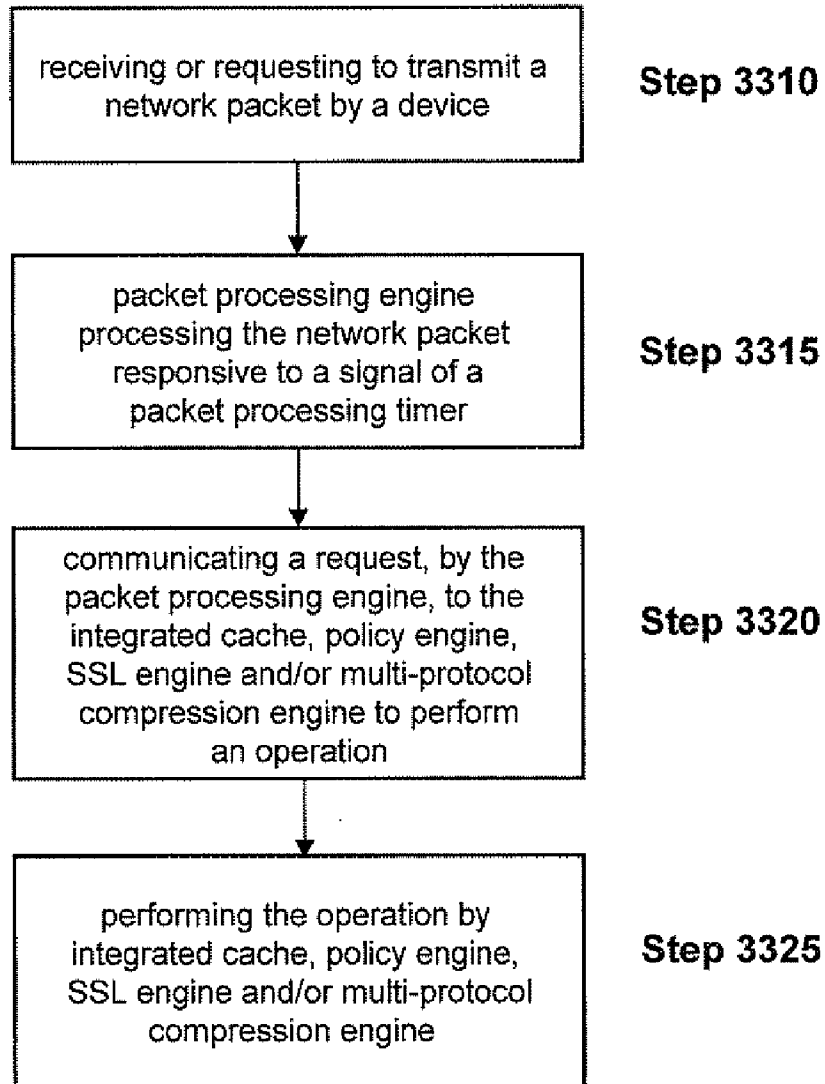 receiving or requesting to transmit a
network packet by a device
Step 3310
packet processing engine
processing the network packet
responsive to a signal of a
packet processing timer
Step 3315
communicating a request, by the
packet processing engine, to the
integrated cache, policy engine,
SSL engine and/or multi-protocol
compression engine to perform
an operation
Step 3320
performing the operation by
integrated cache, policy engine,
SSL engine and/or multi-protocol
compression engine
Step 3325